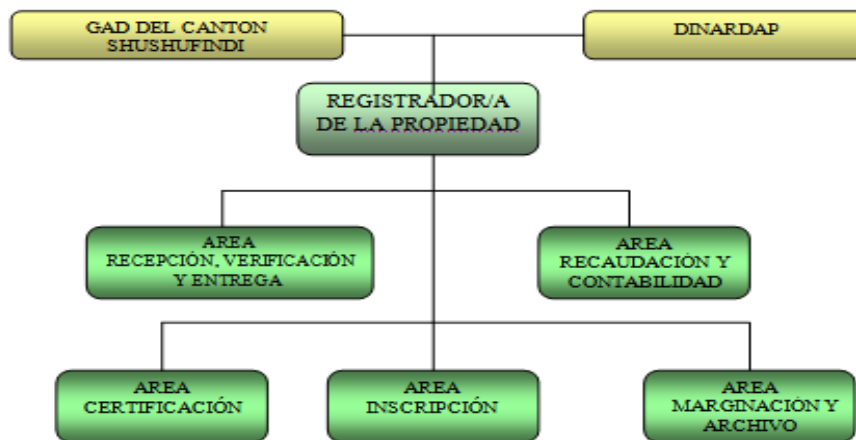 GAD DEL CANTON
SHUSHUFINDI
DINARDAP
REGISTRADOR/A
DE LA PROPIEDAD
AREA
RECEPCIÓN, VERIFICACIÓN
Y ENTREGA
AREA
RECAUDACIÓN Y
CONTABILIDAD
AREA
CERTIFICACIÓN
AREA
INSCRIPCIÓN
AREA
MARGINACIÓN Y
ARCHIVO